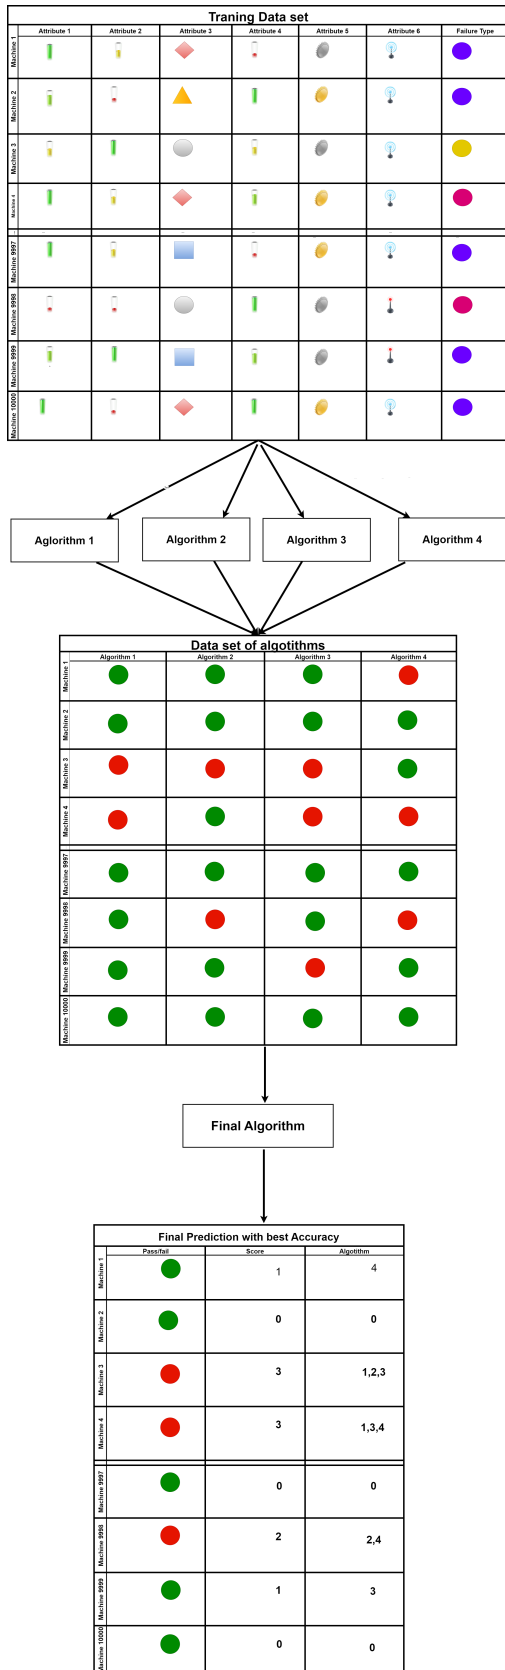 Traning Data set
Attribute 1 Attribute 2 Attribute 3 Attribute 4 Attribute 5 Attribute 6 Failure Type
Machine 1
Machine 2
Machine 3
Machine 4
Machine 9997
Machine 9998
Machine 9999
Machine 10000
Aglorithm 1 Algorithm 2 Algorithm 3 Algorithm 4
Data set of algotithms
Algorithm 1 Algorithm 2 Algorithm 3 Algorithm 4
Machine 1
Machine 2
Machine 3
Machine 4
Machine 9997
Machine 9998
Machine 9999
Machine 10000
Final Algorithm
Final Prediction with best Accuracy
Pass/fail Score Algotithm
Machine 1 1 4
Machine 2 0 0
Machine 3 3 1,2,3
Machine 4 3 1,3,4
Machine 9997 0 0
Machine 9998 2 2,4
Machine 9999 1 3
Machine 10000 0 0